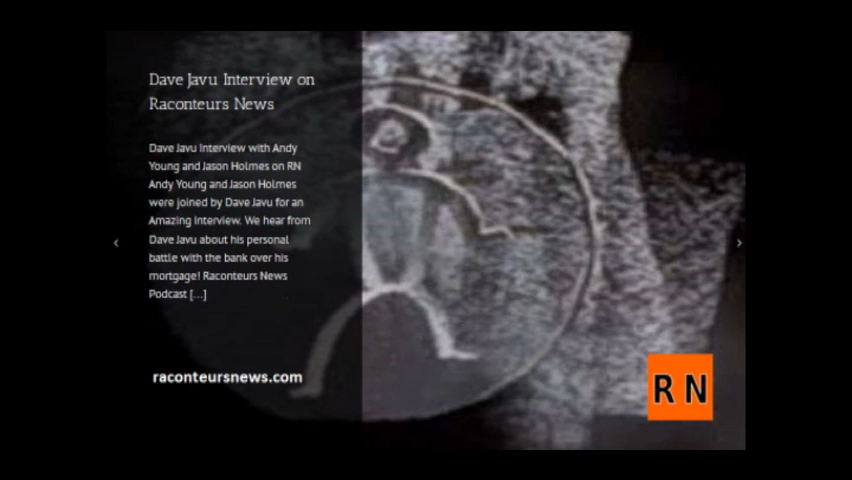 Dave Javu Interview on
Raconteurs News
Dave Javu Interview with Andy
Young and Jason Holmes on RN
Andy Young and Jason Holmes
were joined by Dave Javu for an
Amazing Interview. We hear from
Dave Javu about his personal
battle with the bank over his
mortgage! Raconteurs News
Podcast [...]
raconteursnews.com
RN